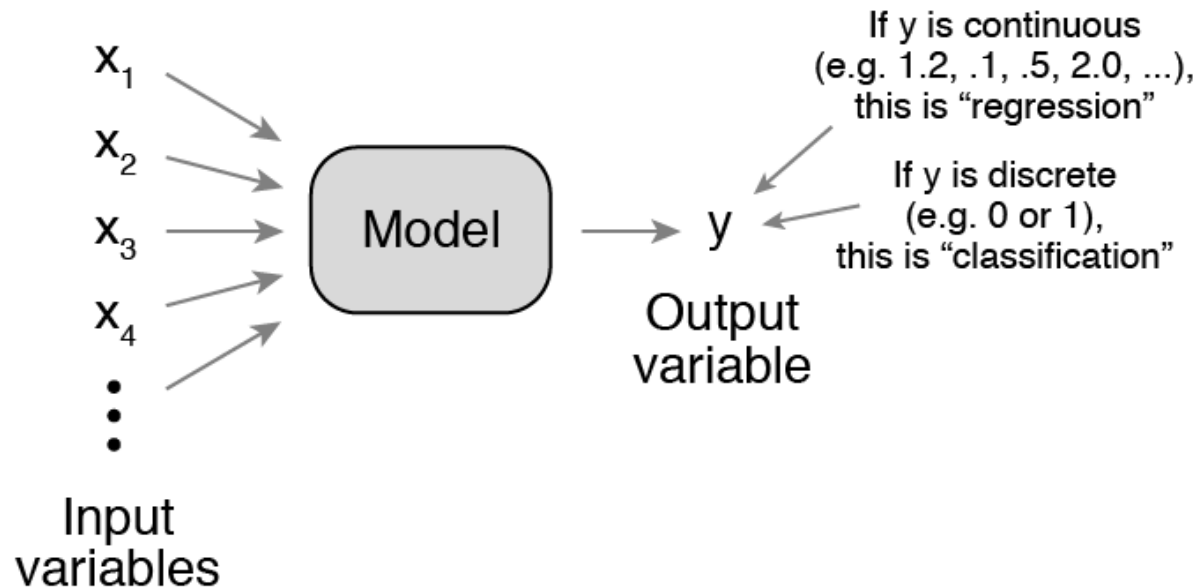 x₁
x₂
x₃
x₄
Input
variables
Model
y
Output
variable
If y is continuous
(e.g. 1.2, .1, .5, 2.0, ...),
this is “regression”
If y is discrete
(e.g. 0 or 1),
this is “classification”